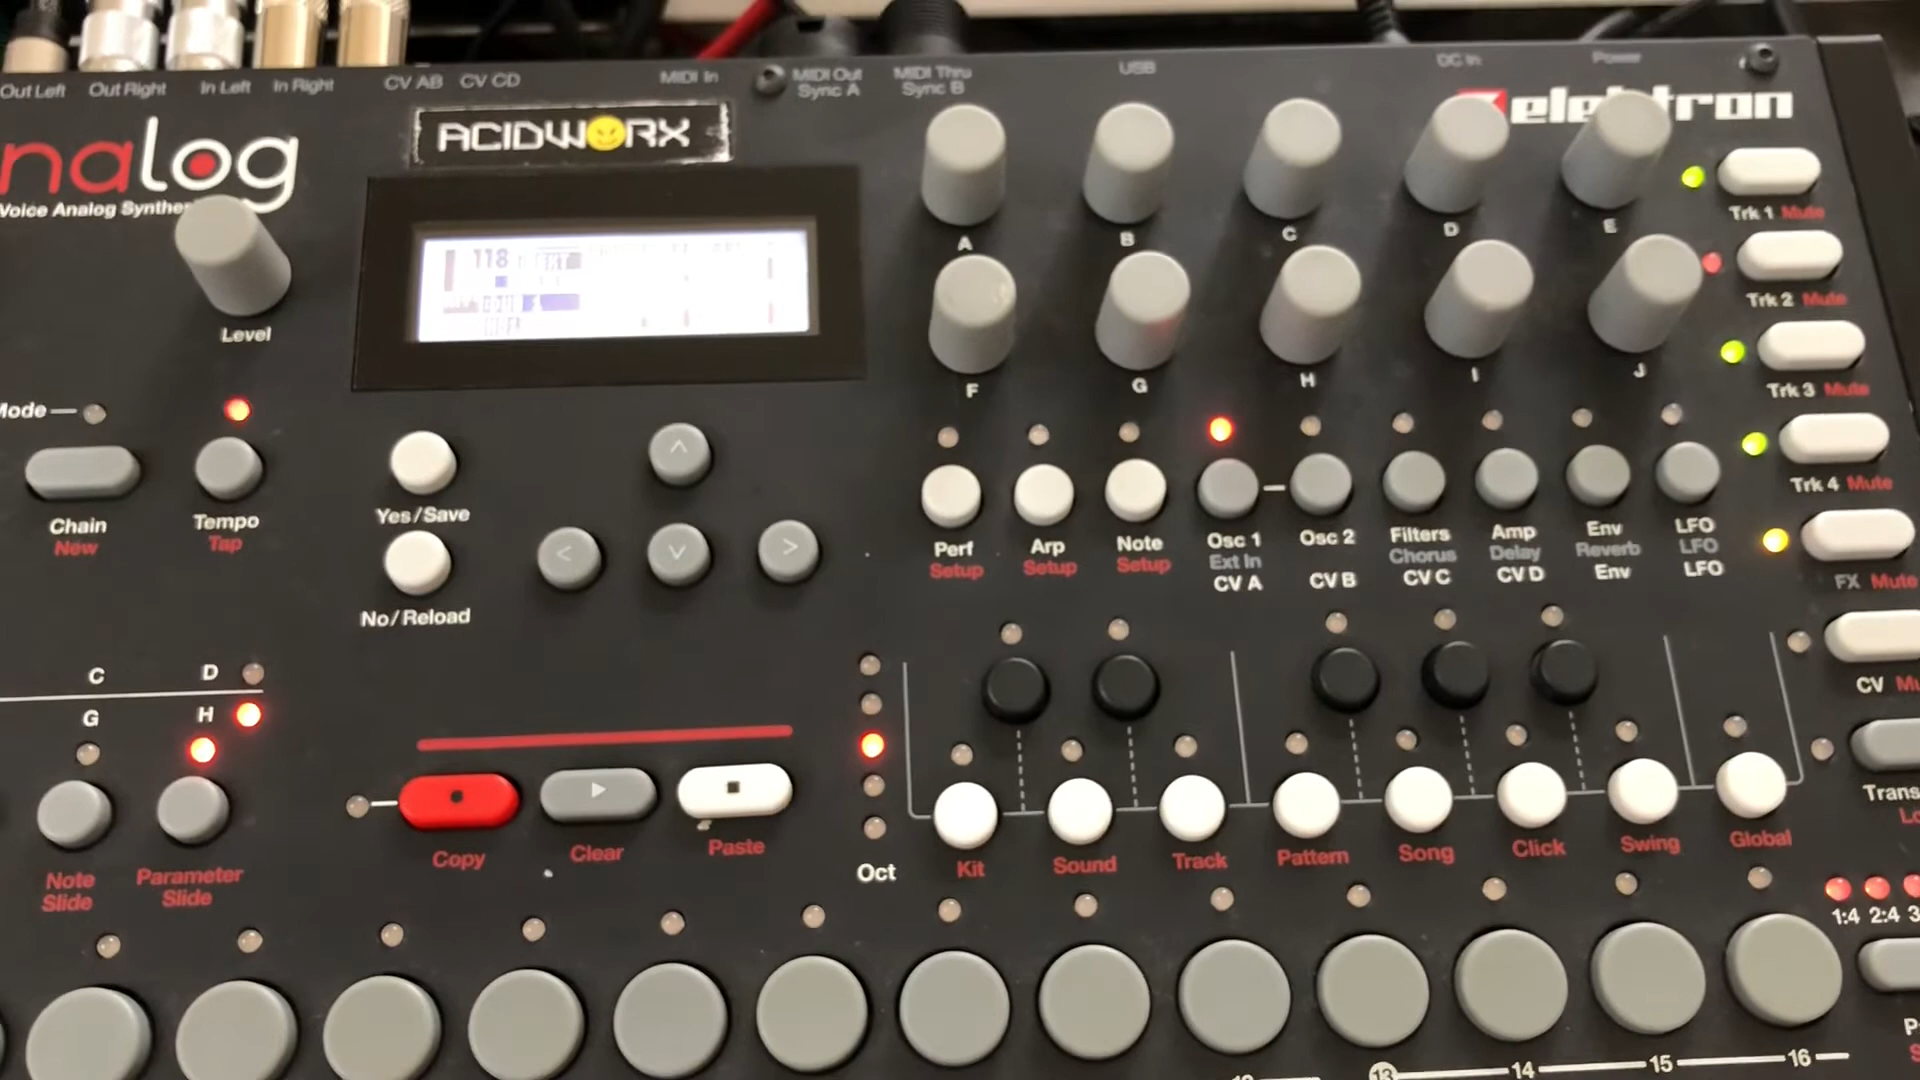 Out Left Out Right In Left In Right CV AB CV CD MIDI In MIDI Out MIDI Thru USB DC In Power
Sync A Sync B
ACIDWORX
elektron
nalog
Voice Analog Synthe
118
A B C D E
Trk 1 Mute
Level
Trk 2 Mute
F G H I J
Trk 3 Mute
Mode
Trk 4 Mute
Yes/Save
Chain Tempo
New Tap
Perf Arp Note Osc 1 Osc 2 Filters Amp Env LFO
Setup Setup Setup Ext In Chorus Delay Reverb LFO
CV A CV B CV C CV D Env LFO
FX Mute
No/Reload
C D
CV Mu
G H
Trans
Lo
Copy Clear Paste
Oct
Kit Sound Track Pattern Song Click Swing Global
Note Parameter
Slide Slide
1:4 2:4 3
13 14 15 16